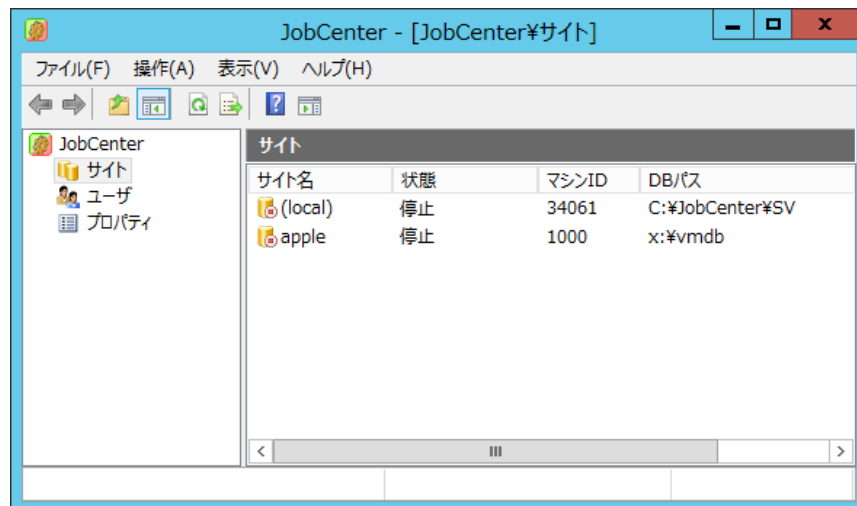 JobCenter - [JobCenter¥サイト]
ファイル(F) 操作(A) 表示(V) ヘルプ(H)
JobCenter
サイト
ユーザ
プロパティ
サイト
サイト名 状態 マシンID DBパス
(local) 停止 34061 C:¥JobCenter¥SV
apple 停止 1000 x:¥vmdb